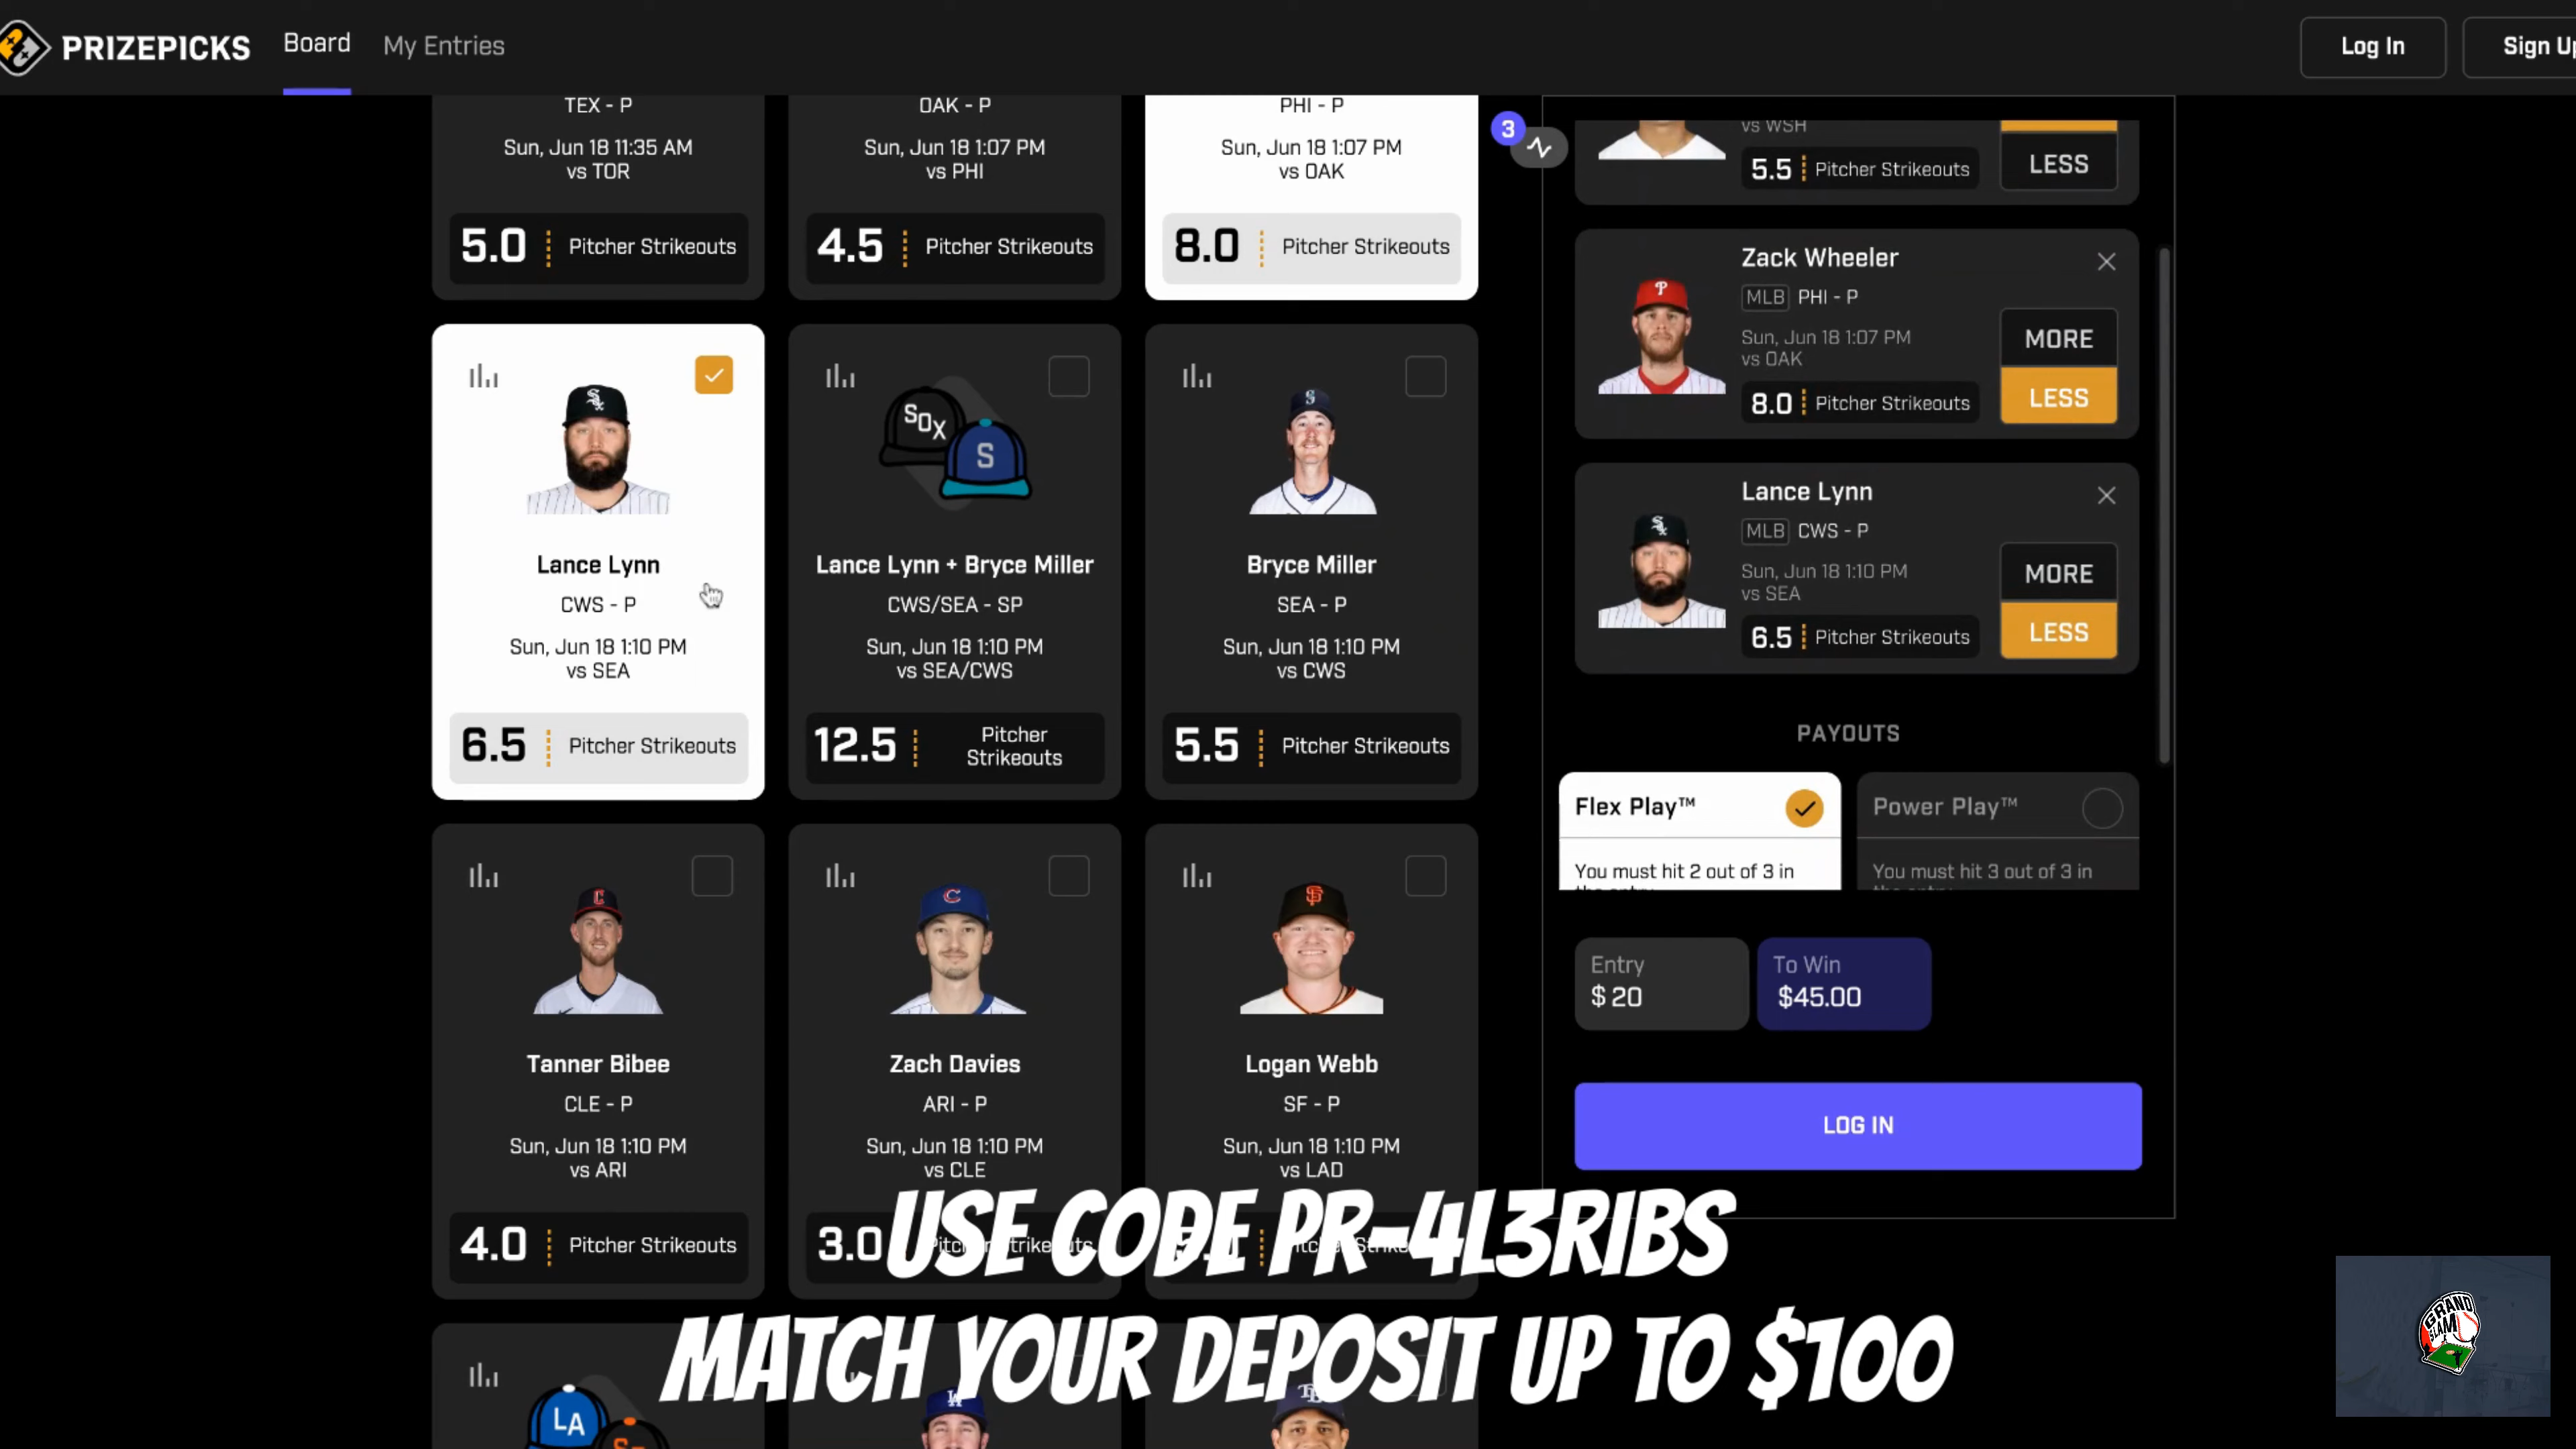 PRIZEPICKS
Board
My Entries
Log In
TEX - P
Sun, Jun 18 11:35 AM
vs TOR
5.0 Pitcher Strikeouts
OAK - P
Sun, Jun 18 1:07 PM
vs PHI
4.5 Pitcher Strikeouts
PHI - P
Sun, Jun 18 1:07 PM
vs OAK
8.0 Pitcher Strikeouts
Lance Lynn
CWS - P
Sun, Jun 18 1:10 PM
vs SEA
6.5 Pitcher Strikeouts
SOX
S
Lance Lynn + Bryce Miller
CWS/SEA - SP
Sun, Jun 18 1:10 PM
vs SEA/CWS
12.5 Pitcher
Strikeouts
Bryce Miller
SEA - P
Sun, Jun 18 1:10 PM
vs CWS
5.5 Pitcher Strikeouts
Tanner Bibee
CLE - P
Sun, Jun 18 1:10 PM
vs ARI
4.0 Pitcher Strikeouts
Zach Davies
ARI - P
Sun, Jun 18 1:10 PM
vs CLE
3.0
Logan Webb
SF - P
Sun, Jun 18 1:10 PM
vs LAD
LA
3
vs WSH
5.5 Pitcher Strikeouts
LESS
Zack Wheeler
MLB PHI - P
Sun, Jun 18 1:07 PM
vs OAK
8.0 Pitcher Strikeouts
MORE
LESS
Lance Lynn
MLB CWS - P
Sun, Jun 18 1:10 PM
vs SEA
6.5 Pitcher Strikeouts
MORE
LESS
PAYOUTS
Flex Play™
You must hit 2 out of 3 in
Power Play™
You must hit 3 out of 3 in
Entry
$ 20
To Win
$45.00
LOG IN
USE CODE PR-4L3RIBS
MATCH YOUR DEPOSIT UP TO $100
GRAND
SLAM